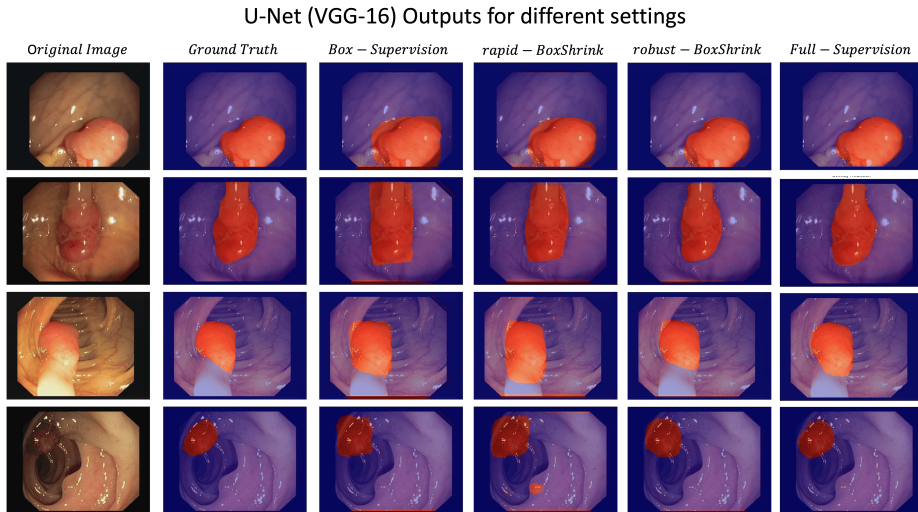 U-Net (VGG-16) Outputs for different settings
Original Image Ground Truth Box − Supervision rapid − BoxShrink robust − BoxShrink Full − Supervision